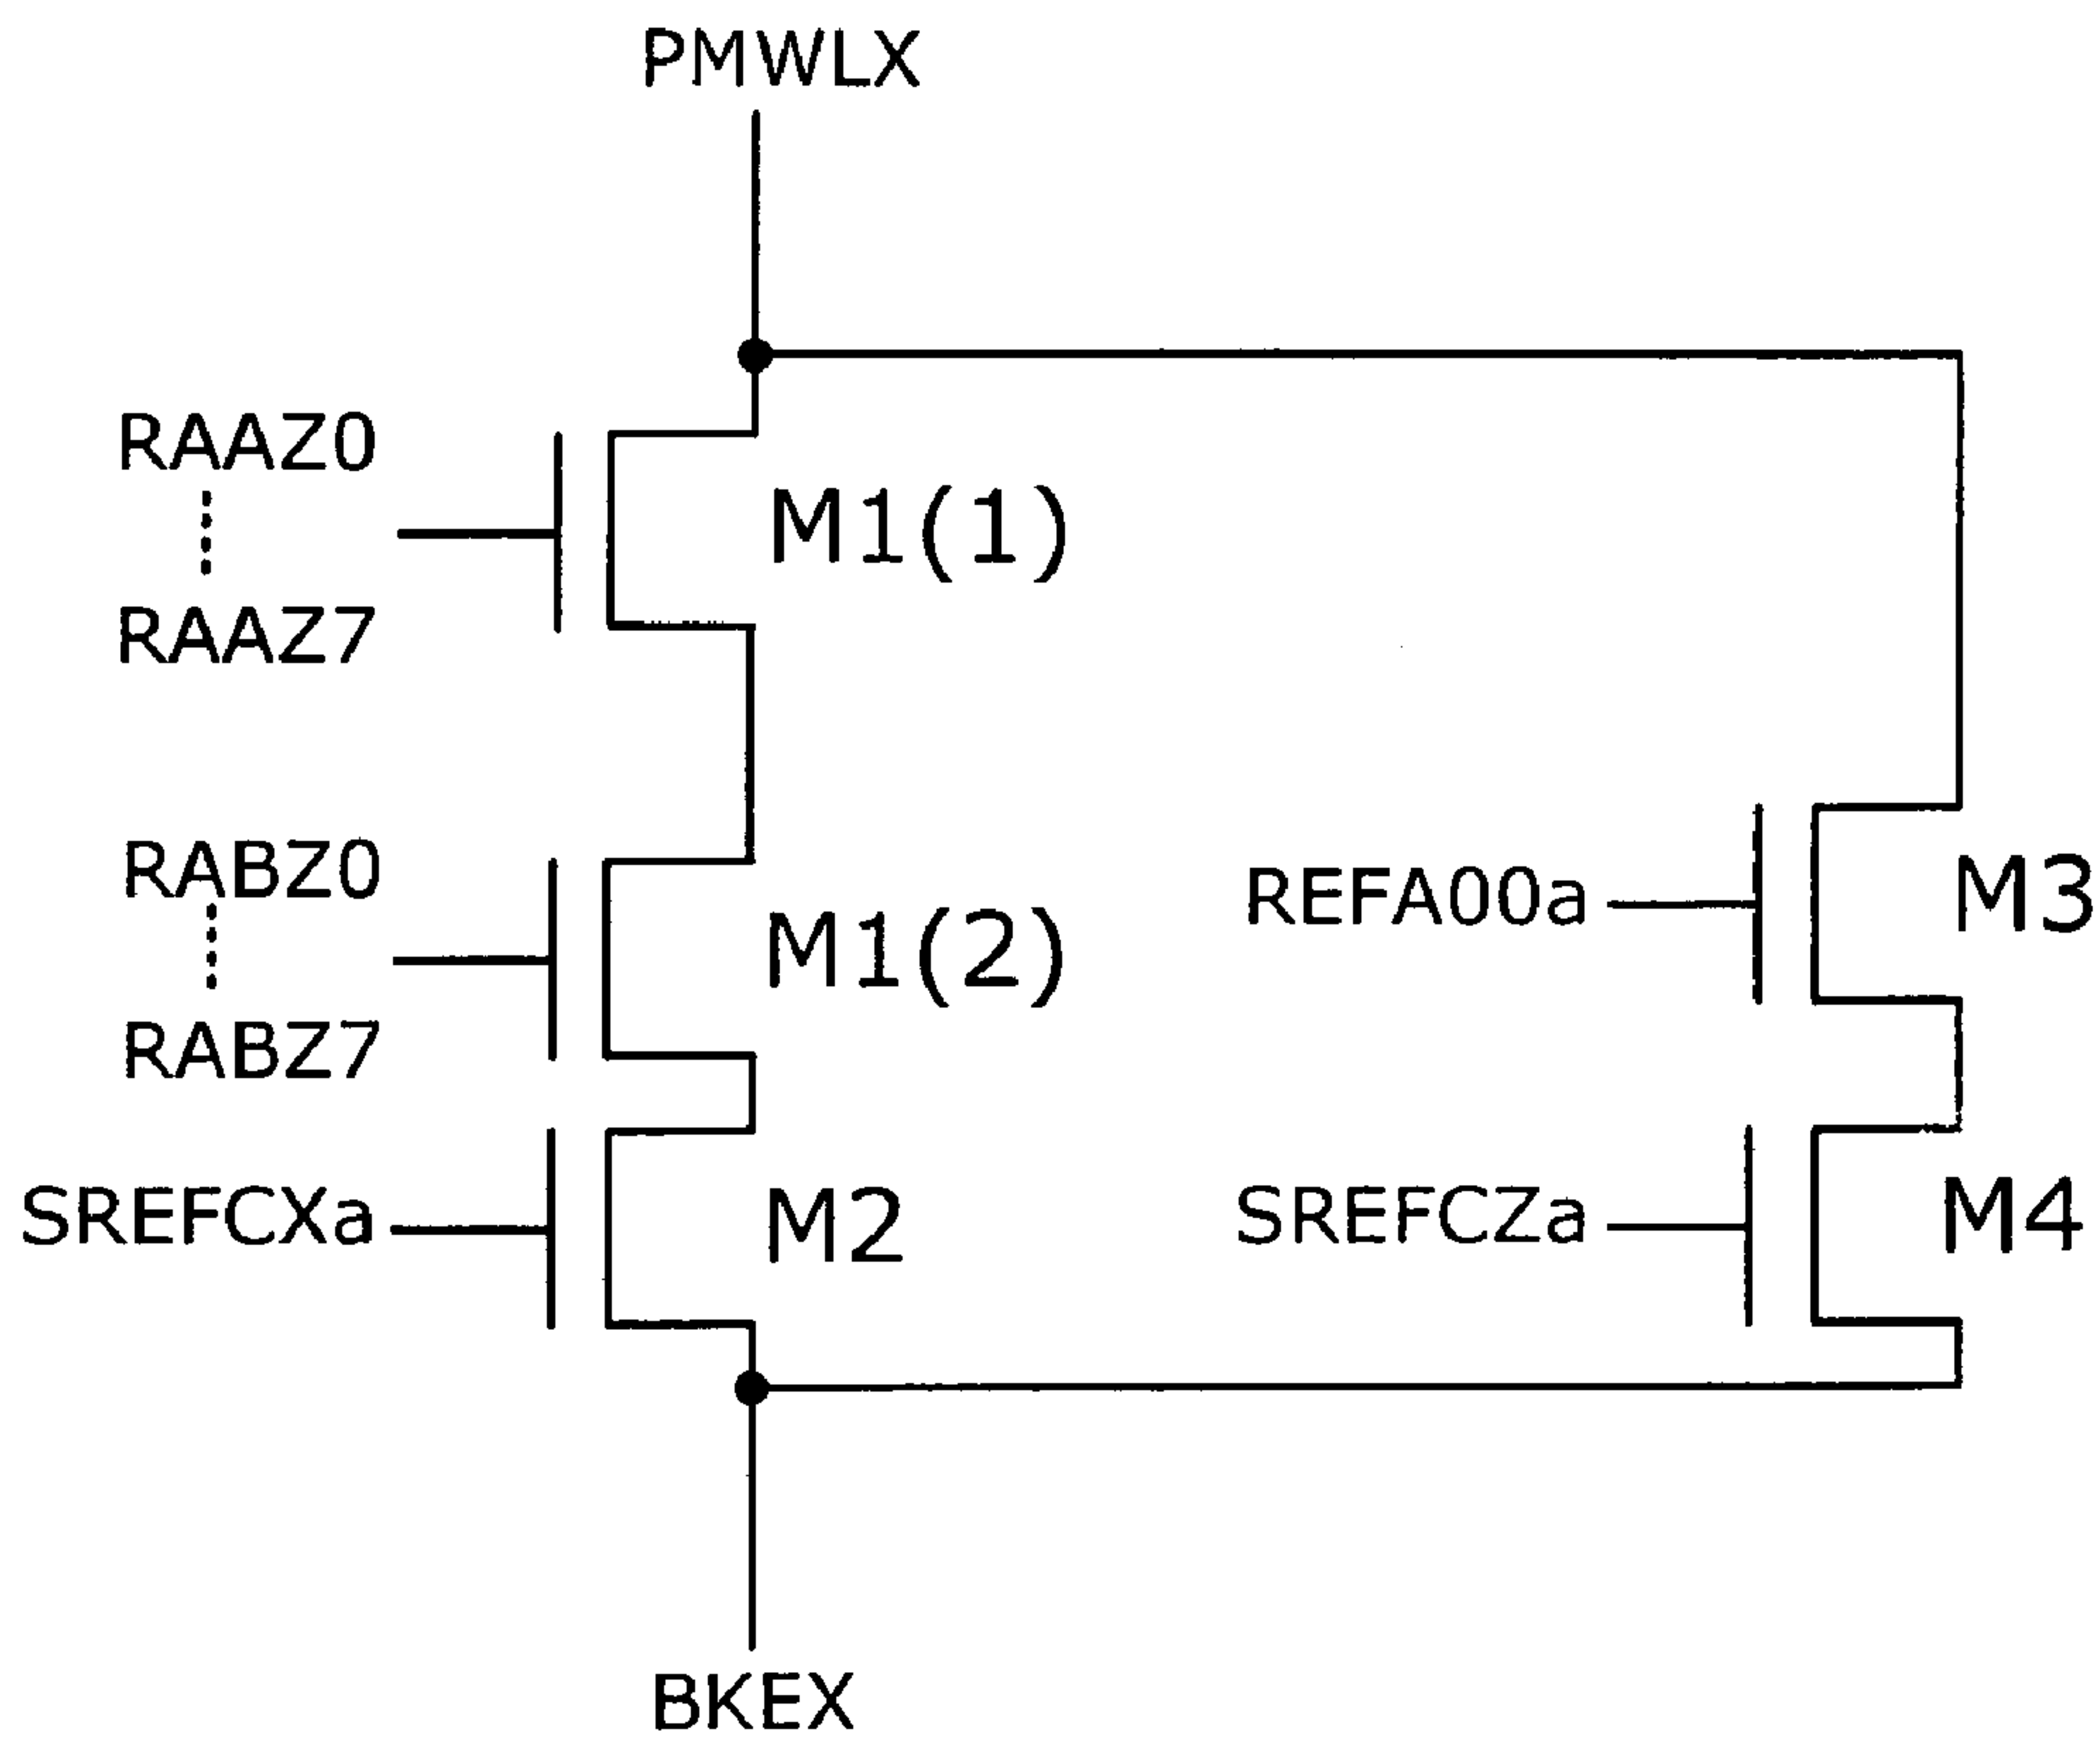 PMWLX
RAAZ0
M1(1)
RAAZ7
RABZ0
REFA00a
M3
M1(2)
RABZ7
SREFCXa
M2
SREFCZa
M4
BKEX